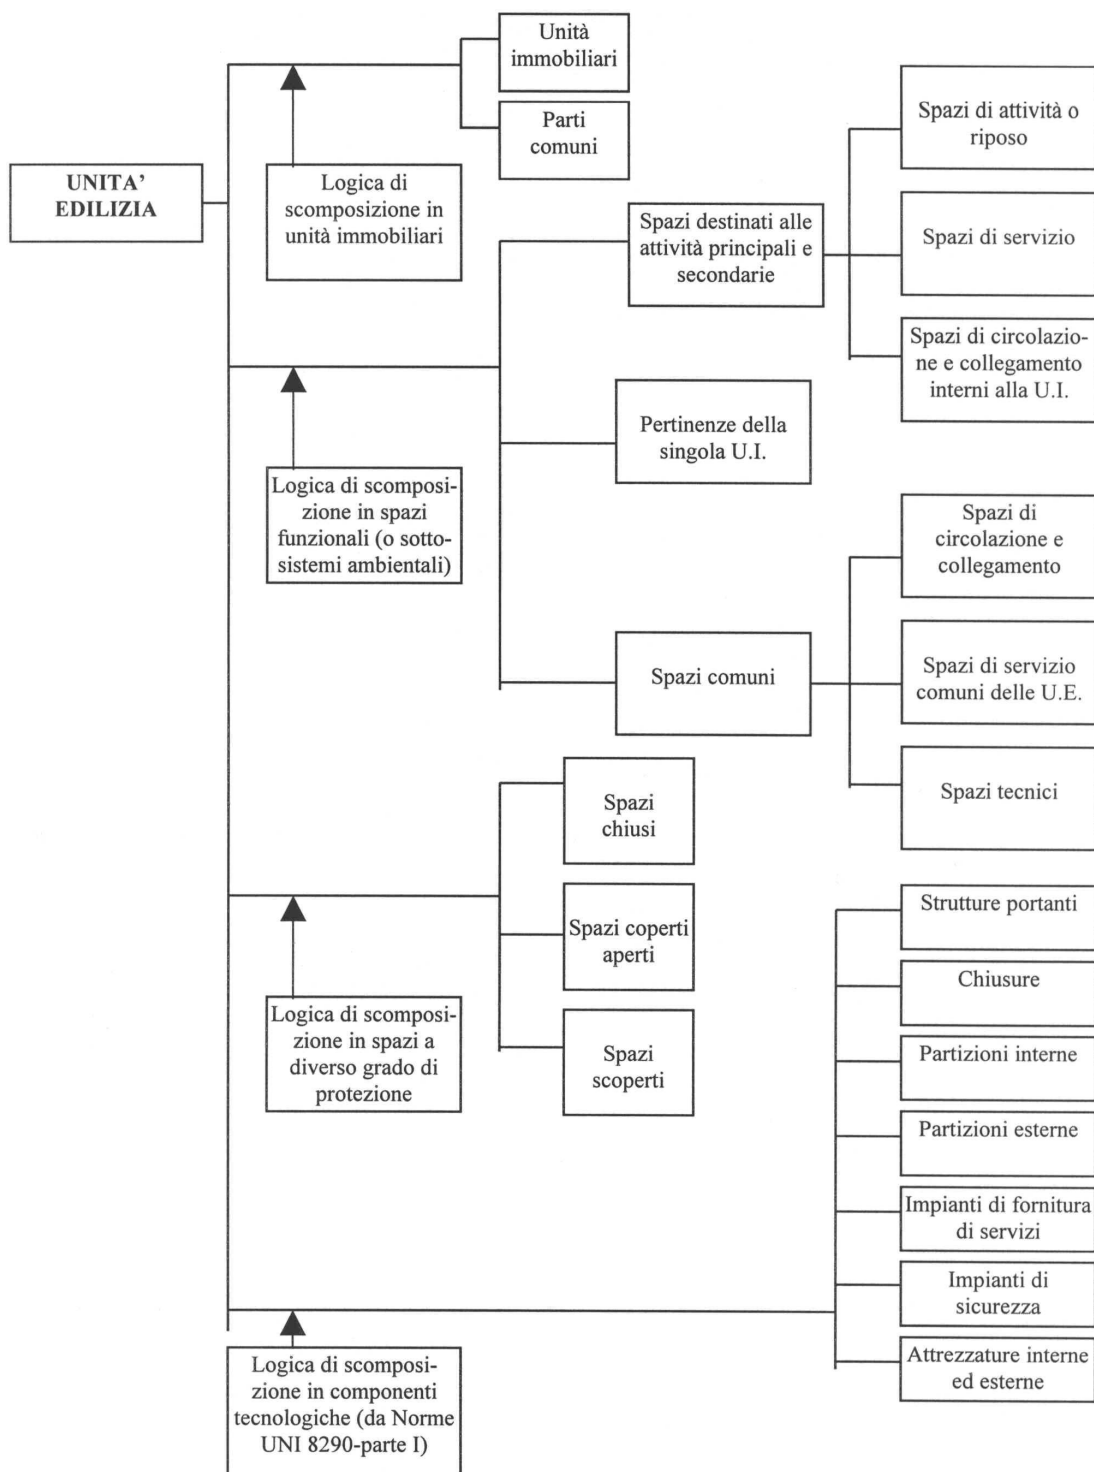 UNITA'
EDILIZIA
Logica di
scomposizione in
unità immobiliari
Unità
immobiliari
Parti
comuni
Logica di scomposi-
zione in spazi
funzionali (o sotto-
sistemi ambientali)
Spazi destinati alle
attività principali e
secondarie
Spazi di attività o
riposo
Spazi di servizio
Spazi di circolazio-
ne e collegamento
interni alla U.I.
Pertinenze della
singola U.I.
Spazi comuni
Spazi di
circolazione e
collegamento
Spazi di servizio
comuni delle U.E.
Spazi tecnici
Logica di scomposi-
zione in spazi a
diverso grado di
protezione
Spazi
chiusi
Spazi coperti
aperti
Spazi
scoperti
Logica di scomposi-
zione in componenti
tecnologiche (da Norme
UNI 8290-parte I)
Strutture portanti
Chiusure
Partizioni interne
Partizioni esterne
Impianti di fornitura
di servizi
Impianti di
sicurezza
Attrezzature interne
ed esterne